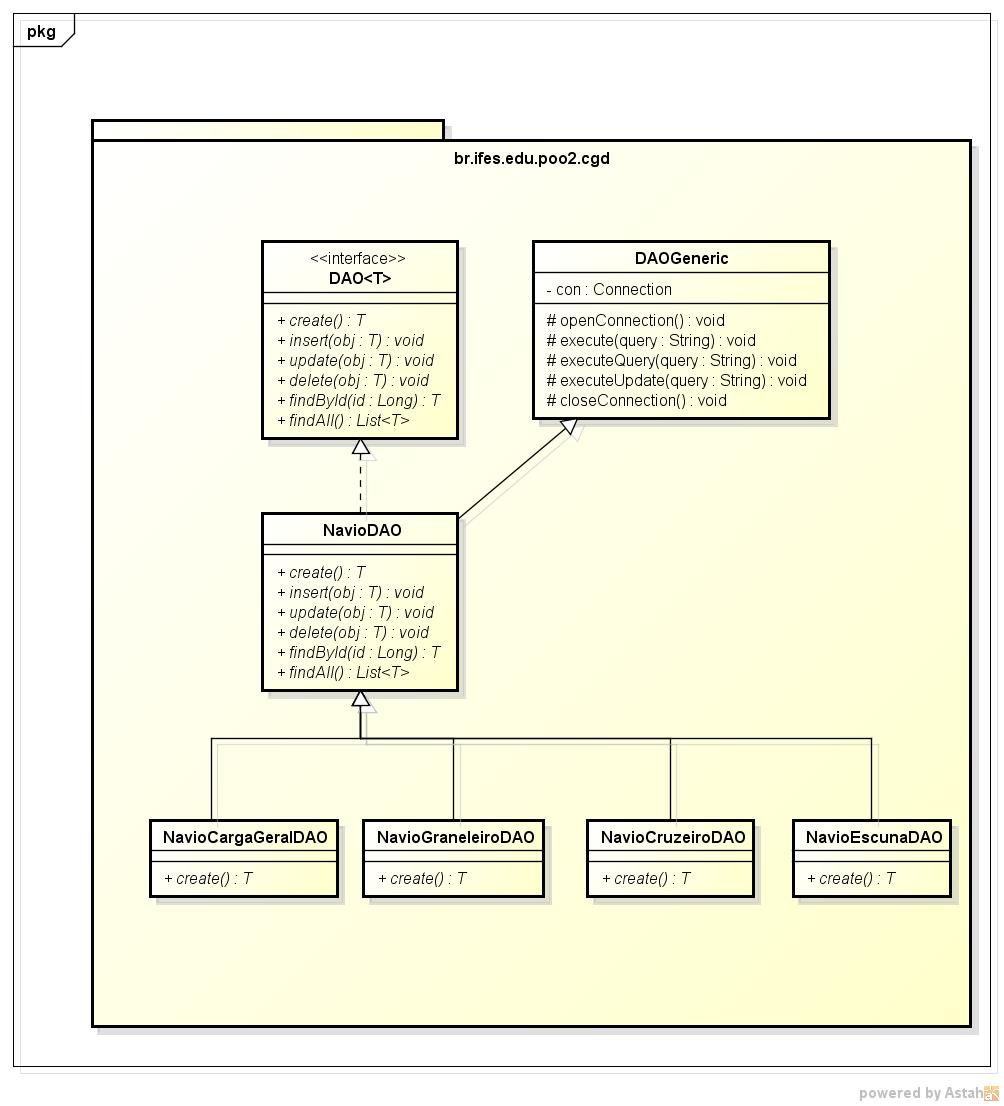 pkg
br.ifes.edu.poo2.cgd
<<interface>>
DAO<T>
+ create() : T
+ insert(obj : T) : void
+ update(obj : T) : void
+ delete(obj : T) : void
+ findById(id : Long) : T
+ findAll() : List<T>
DAOGeneric
- con : Connection
# openConnection() : void
# execute(query : String) : void
# executeQuery(query : String) : void
# executeUpdate(query : String) : void
# closeConnection() : void
NavioDAO
+ create() : T
+ insert(obj : T) : void
+ update(obj : T) : void
+ delete(obj : T) : void
+ findById(id : Long) : T
+ findAll() : List<T>
NavioCargaGeralDAO
+ create() : T
NavioGraneleiroDAO
+ create() : T
NavioCruzeiroDAO
+ create() : T
NavioEscunaDAO
+ create() : T
powered by Astah